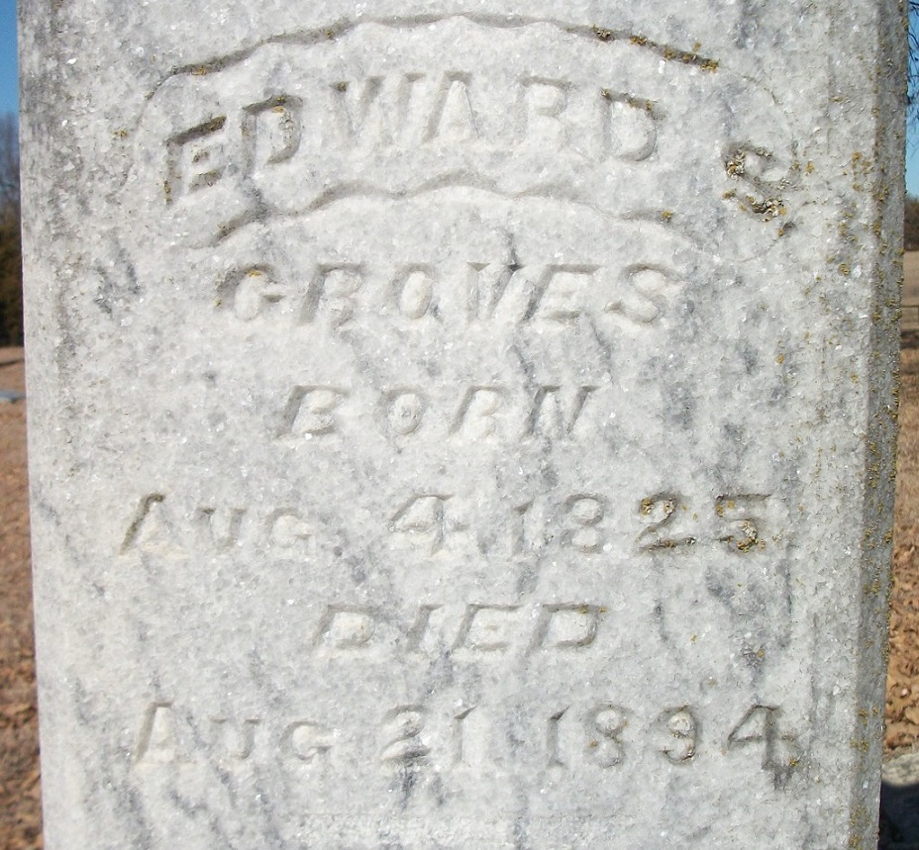 EDWARD S
GROVES
BORN
AUG. 4 1825
DIED
AUG 21 1894